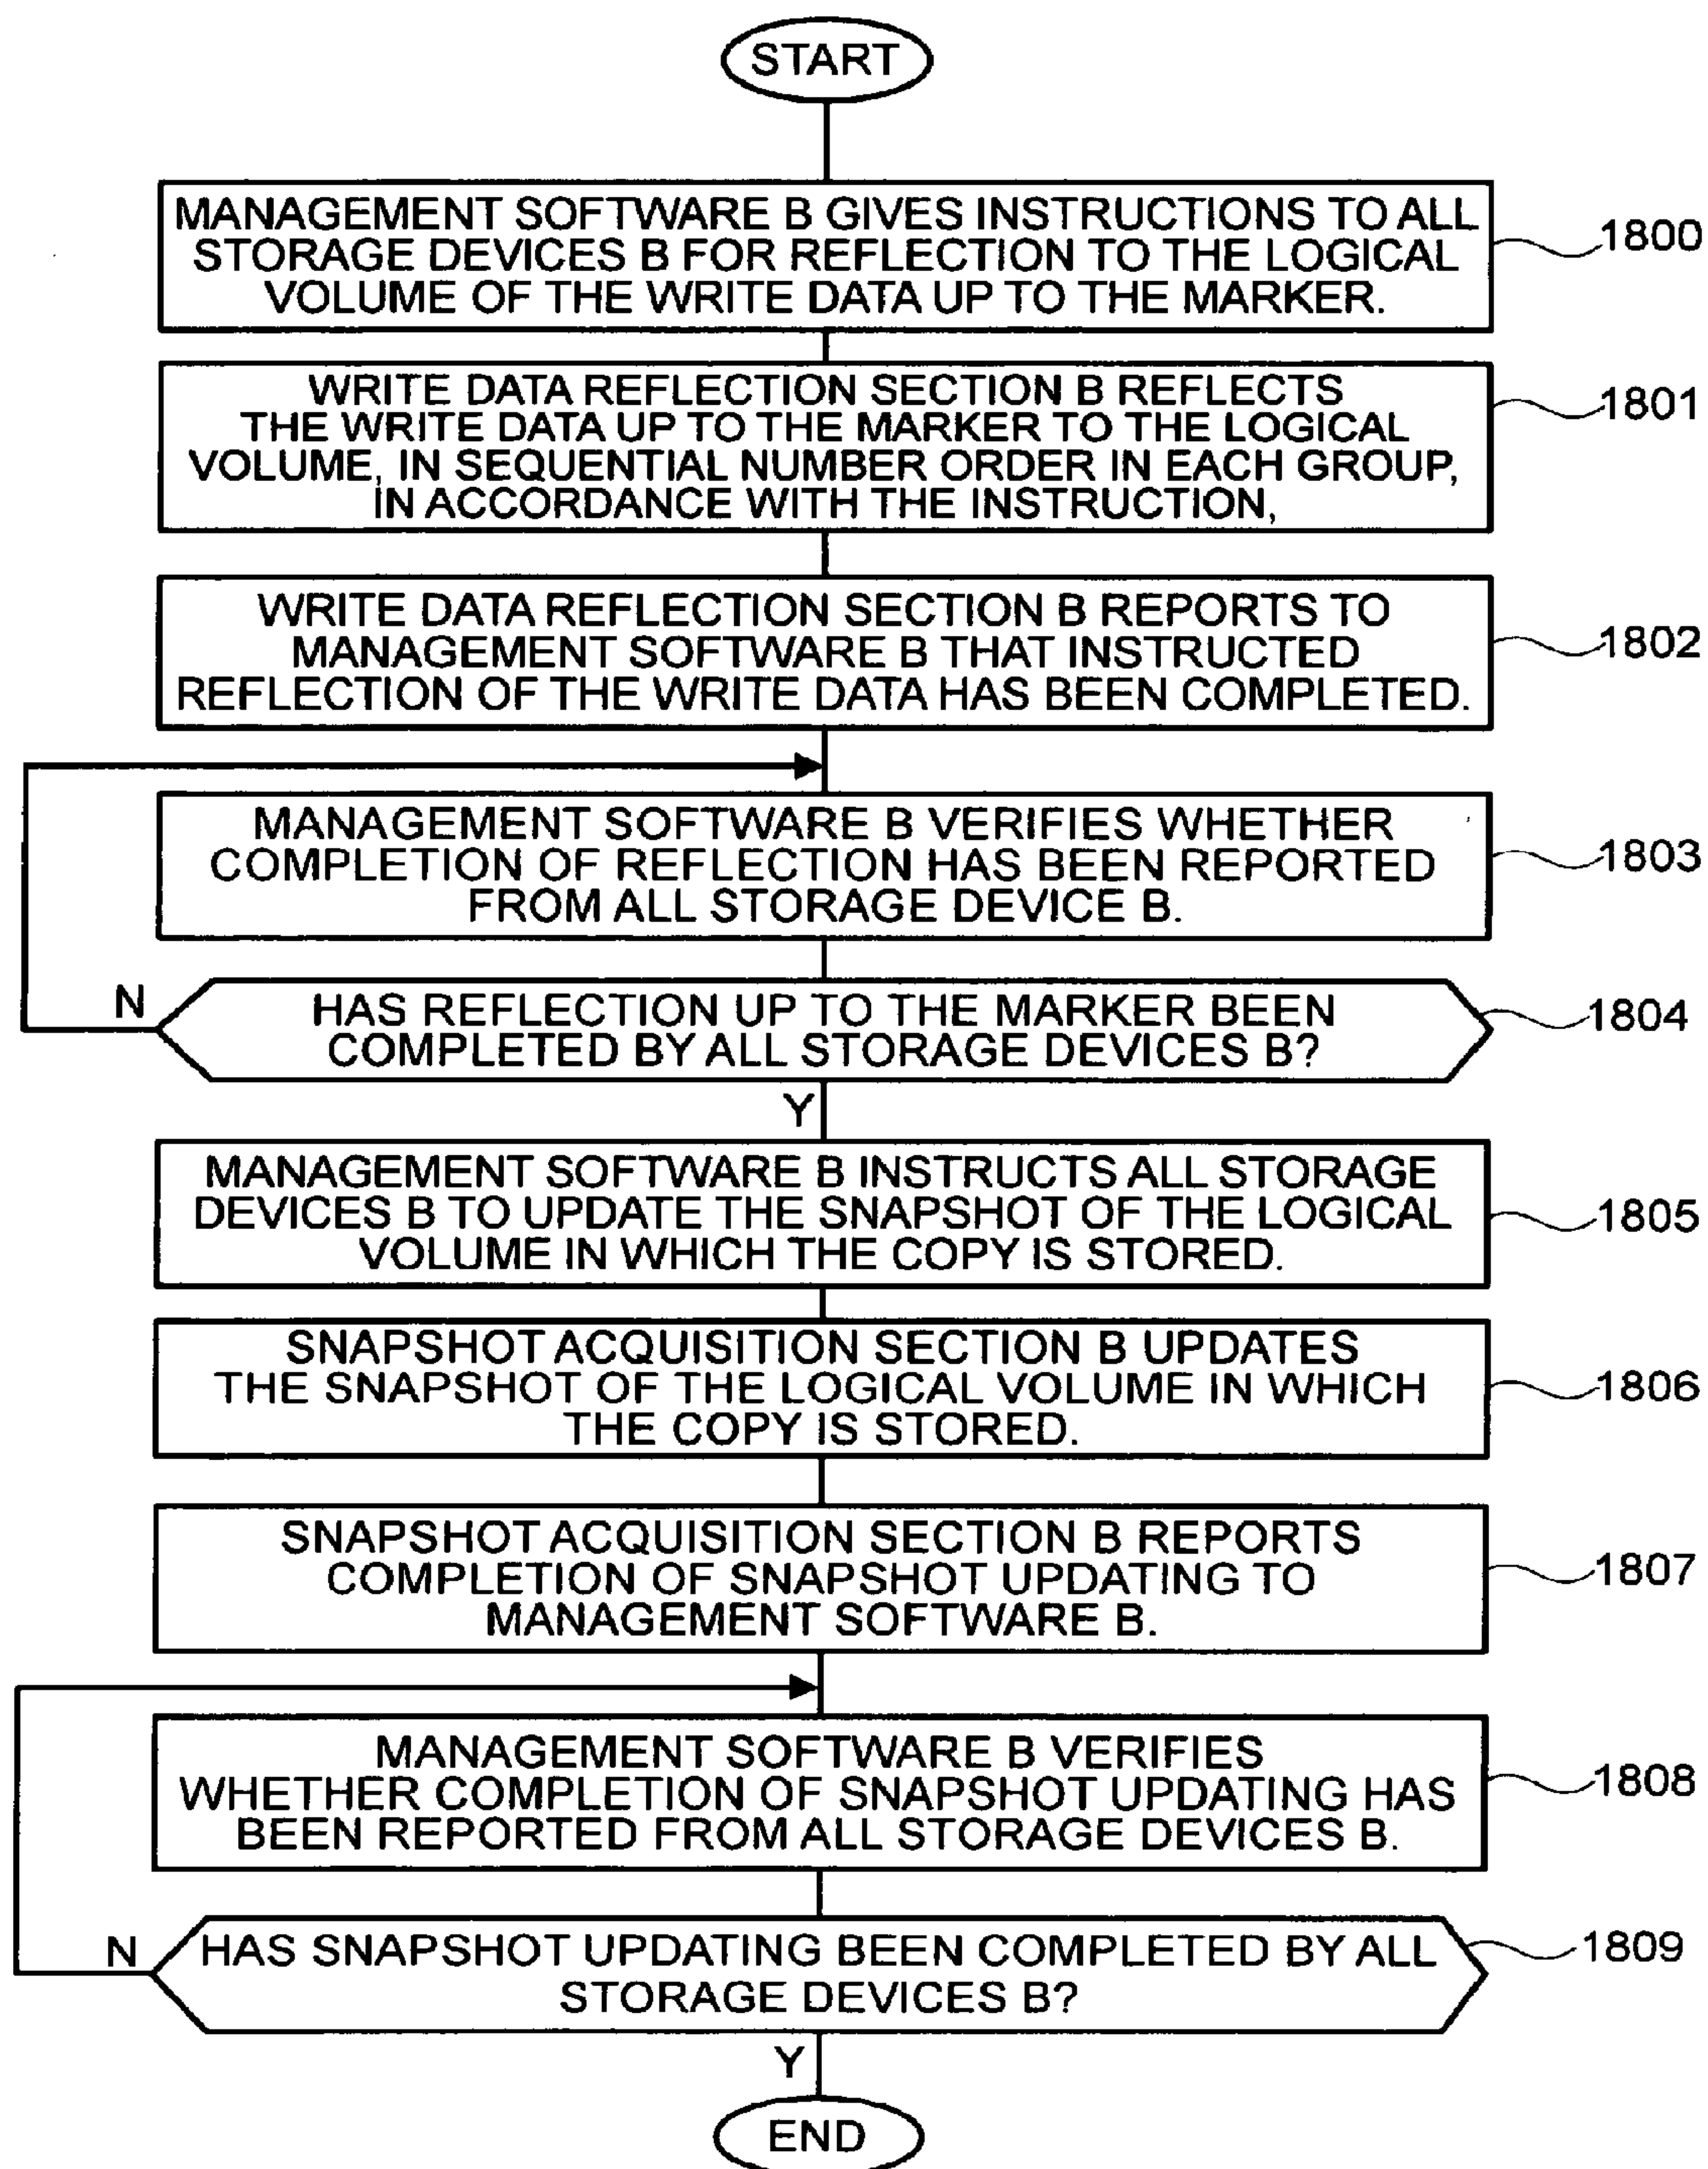 START
MANAGEMENT SOFTWARE B GIVES INSTRUCTIONS TO ALL
STORAGE DEVICES B FOR REFLECTION TO THE LOGICAL
VOLUME OF THE WRITE DATA UP TO THE MARKER.
1800
WRITE DATA REFLECTION SECTION B REFLECTS
THE WRITE DATA UP TO THE MARKER TO THE LOGICAL
VOLUME, IN SEQUENTIAL NUMBER ORDER IN EACH GROUP,
IN ACCORDANCE WITH THE INSTRUCTION,
1801
WRITE DATA REFLECTION SECTION B REPORTS TO
MANAGEMENT SOFTWARE B THAT INSTRUCTED
REFLECTION OF THE WRITE DATA HAS BEEN COMPLETED.
1802
MANAGEMENT SOFTWARE B VERIFIES WHETHER
COMPLETION OF REFLECTION HAS BEEN REPORTED
FROM ALL STORAGE DEVICE B.
1803
N
HAS REFLECTION UP TO THE MARKER BEEN
COMPLETED BY ALL STORAGE DEVICES B?
1804
Y
MANAGEMENT SOFTWARE B INSTRUCTS ALL STORAGE
DEVICES B TO UPDATE THE SNAPSHOT OF THE LOGICAL
VOLUME IN WHICH THE COPY IS STORED.
1805
SNAPSHOT ACQUISITION SECTION B UPDATES
THE SNAPSHOT OF THE LOGICAL VOLUME IN WHICH
THE COPY IS STORED.
1806
SNAPSHOT ACQUISITION SECTION B REPORTS
COMPLETION OF SNAPSHOT UPDATING TO
MANAGEMENT SOFTWARE B.
1807
MANAGEMENT SOFTWARE B VERIFIES
WHETHER COMPLETION OF SNAPSHOT UPDATING HAS
BEEN REPORTED FROM ALL STORAGE DEVICES B.
1808
N
HAS SNAPSHOT UPDATING BEEN COMPLETED BY ALL
STORAGE DEVICES B?
1809
Y
END